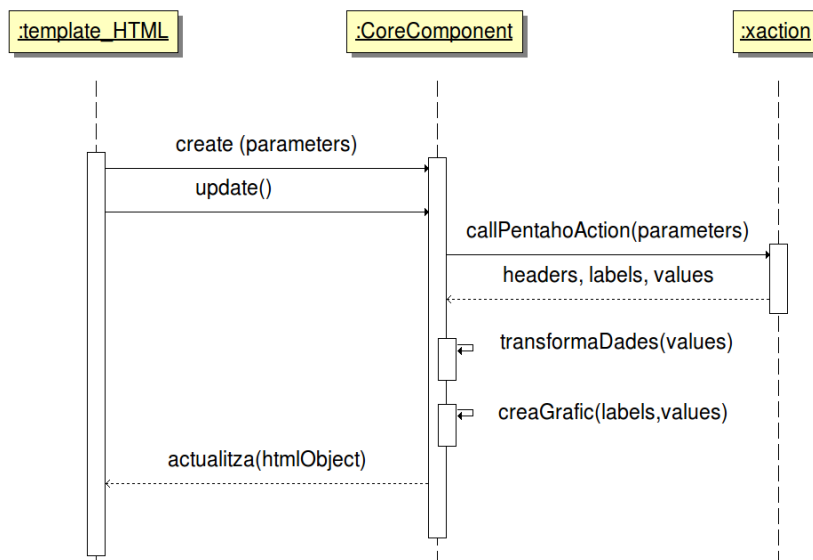 :template_HTML
:CoreComponent
:xaction
create (parameters)
update()
callPentahoAction(parameters)
headers, labels, values
transformaDades(values)
creaGrafic(labels,values)
actualitza(htmlObject)